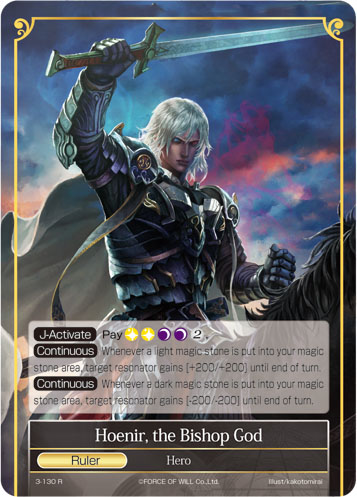 J-Activate Pay 2 .
Continuous Whenever a light magic stone is put into your magic
stone area, target resonator gains [+200/+200] until end of turn.
Continuous Whenever a dark magic stone is put into your magic
stone area, target resonator gains [-200/-200] until end of turn.
Hoenir, the Bishop God
Ruler Hero
3-130 R ©FORCE OF WILL Co.,Ltd. Illust/kakotomirai